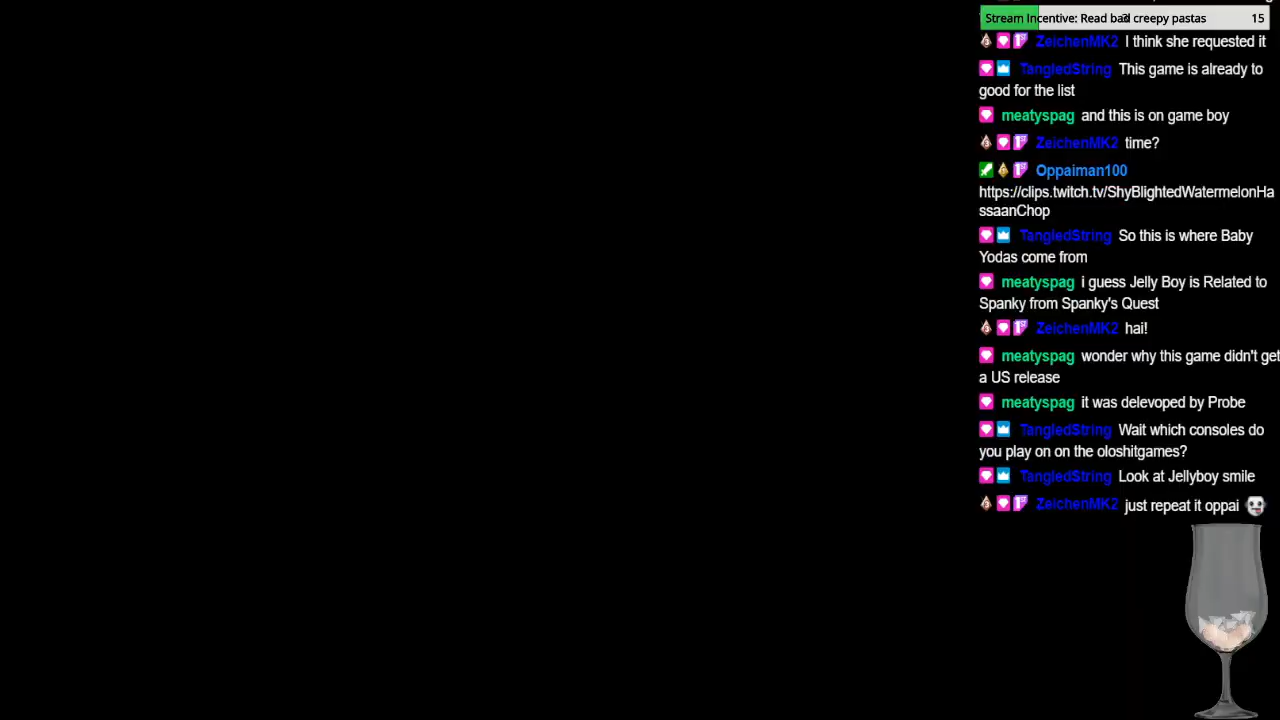 Stream Incentive: Read bad creepy pastas 15
ZeichenMK2 I think she requested it
TangledString This game is already to
good for the list
meatyspag and this is on game boy
ZeichenMK2 time?
Oppaiman100
https://clips.twitch.tv/ShyBlightedWatermelonHa
ssaanChop
TangledString So this is where Baby
Yodas come from
meatyspag i guess Jelly Boy is Related to
Spanky from Spanky's Quest
ZeichenMK2 hai!
meatyspag wonder why this game didn't get
a US release
meatyspag it was delevoped by Probe
TangledString Wait which consoles do
you play on on the oloshitgames?
TangledString Look at Jellyboy smile
ZeichenMK2 just repeat it oppai